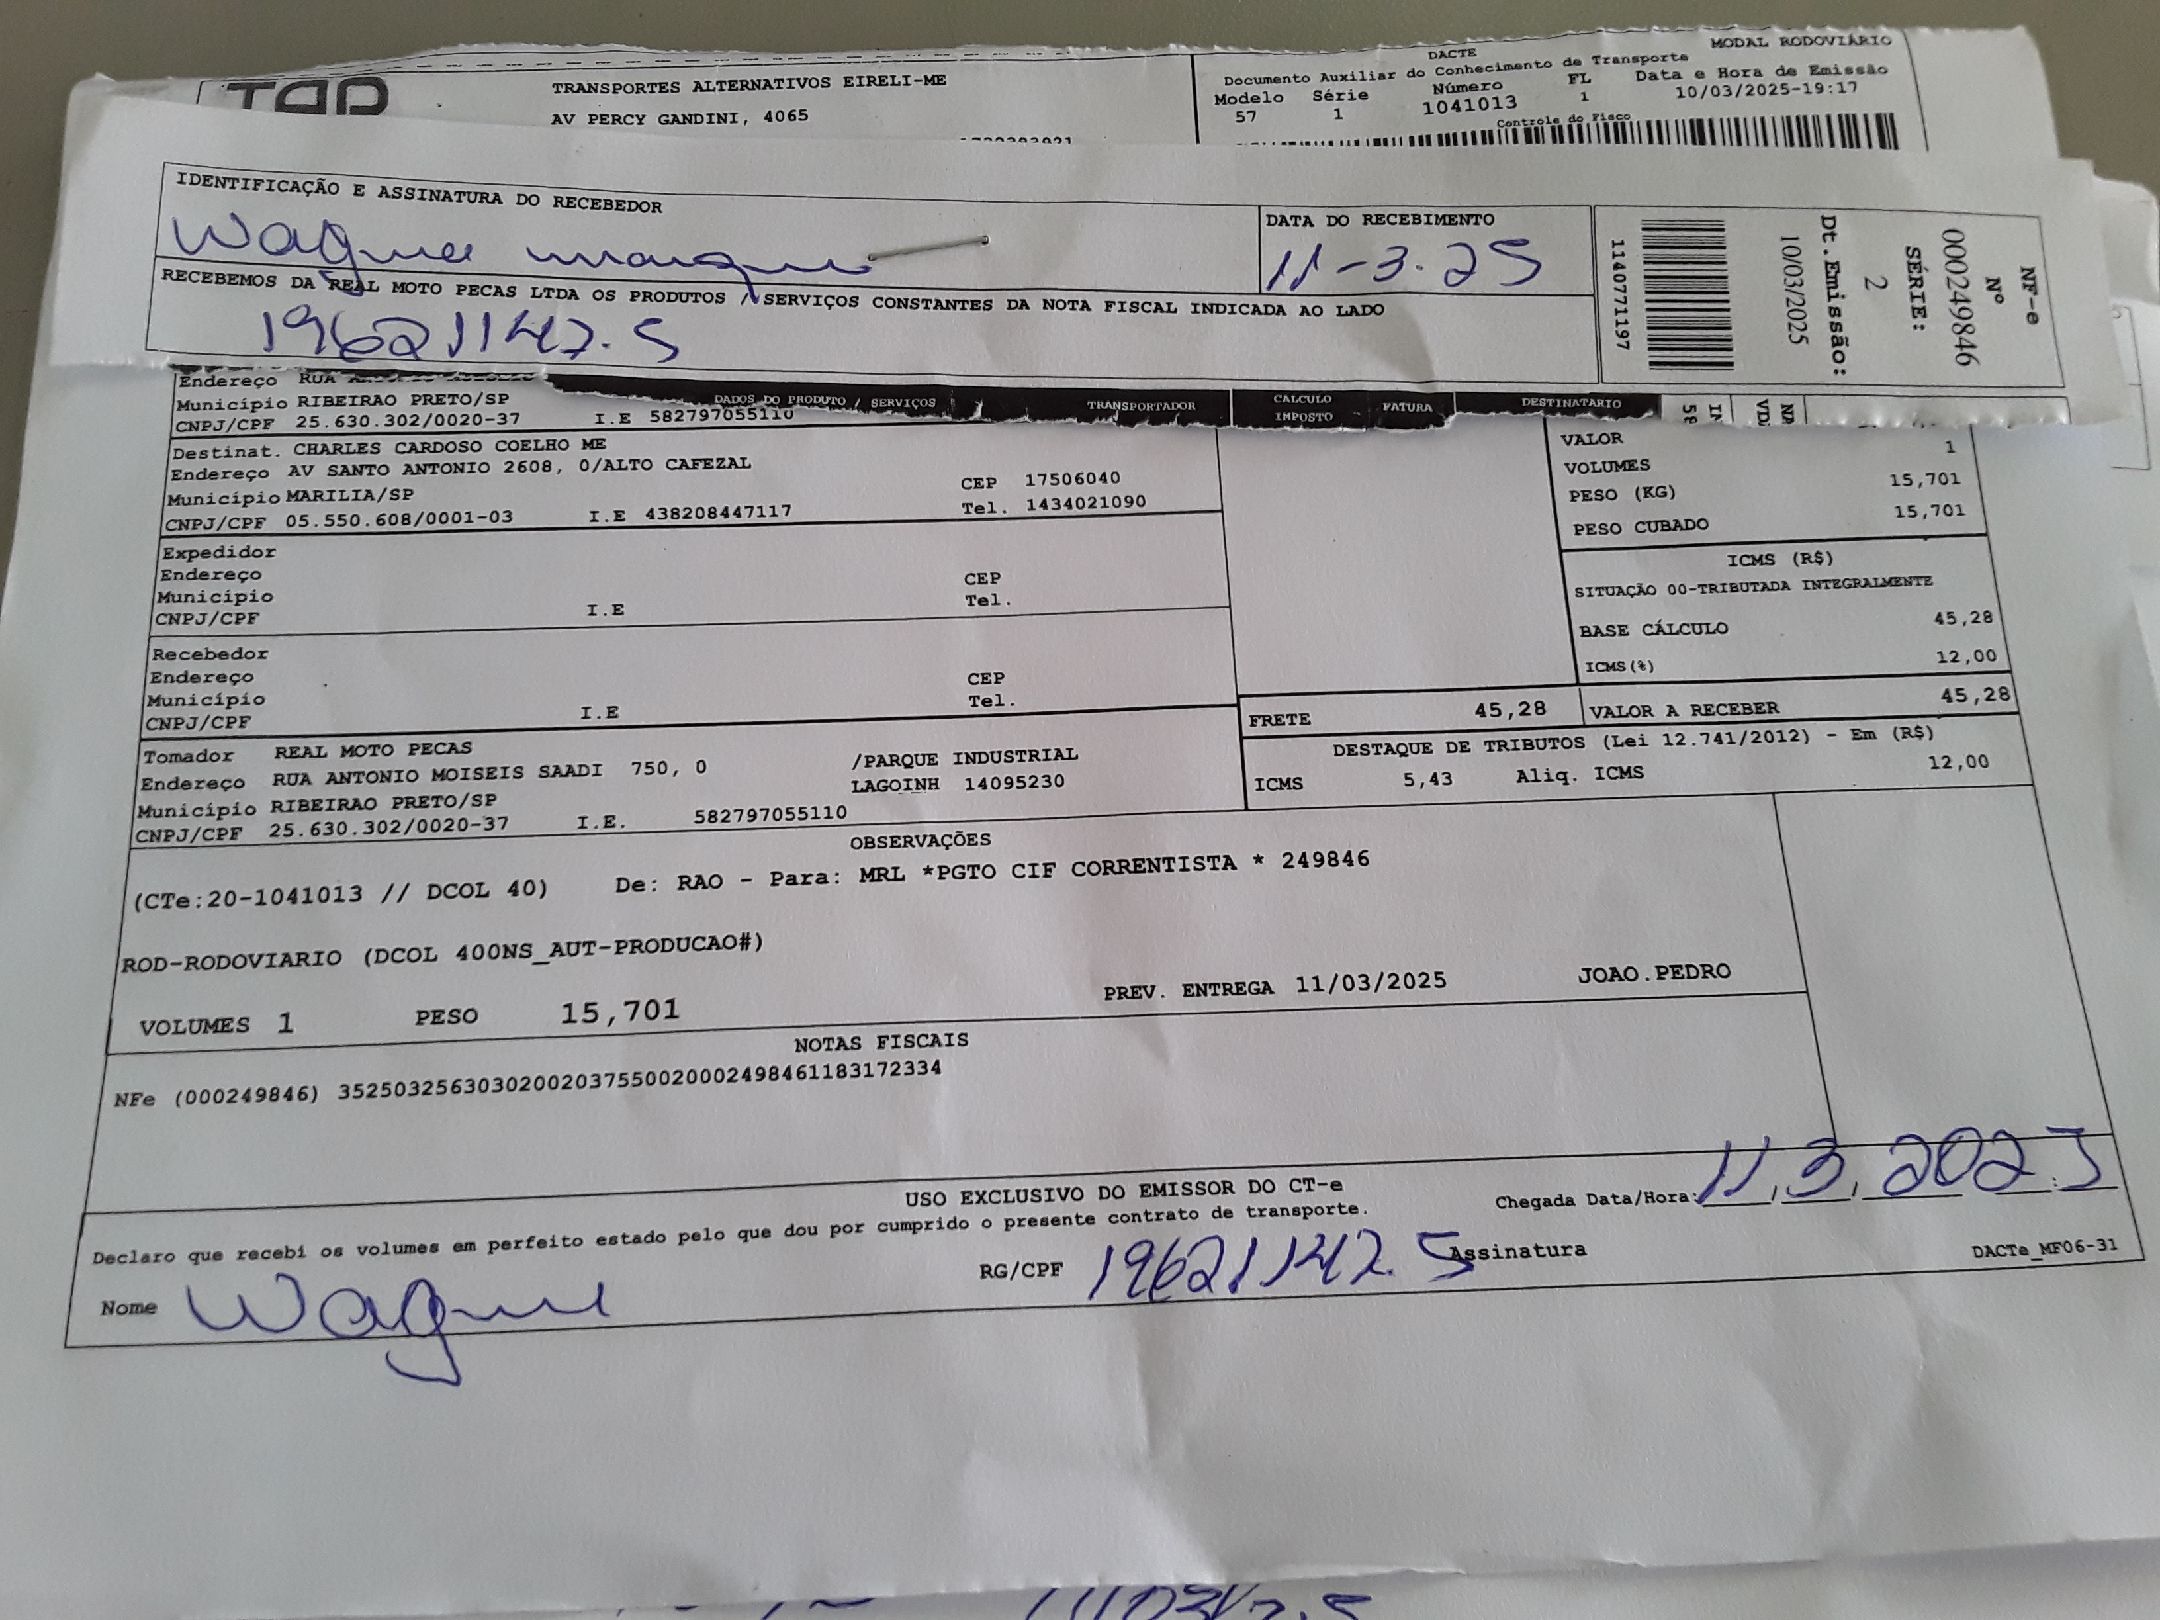 TRANSPORTES ALTERNATIVOS EIRELI-ME
AV PERCY GANDINI, 4065
DACTE
MODAL RODOVIÁRIO
Documento Auxiliar do Conhecimento de Transporte
Modelo Série Número FL Data e Hora de Emissão
57 1 1041013 1 10/03/2025-19:17
Controle do Fisco
IDENTIFICAÇÃO E ASSINATURA DO RECEBEDOR
DATA DO RECEBIMENTO
11-3.25
RECEBEMOS DA REAL MOTO PECAS LTDA OS PRODUTOS / SERVIÇOS CONSTANTES DA NOTA FISCAL INDICADA AO LADO
19621142.5
1140771197
NF-e
Nº
000249846
SÉRIE:
2
Dt.Emissão:
10/03/2025
DADOS DO PRODUTO / SERVIÇOS TRANSPORTADOR CALCULO IMPOSTO FATURA DESTINATARIO
Endereço RUA
Município RIBEIRAO PRETO/SP
CNPJ/CPF 25.630.302/0020-37 I.E 582797055110
Destinat. CHARLES CARDOSO COELHO ME
Endereço AV SANTO ANTONIO 2608, 0/ALTO CAFEZAL
Município MARILIA/SP CEP 17506040
CNPJ/CPF 05.550.608/0001-03 I.E 438208447117 Tel. 1434021090
Expedidor
Endereço
Município CEP
CNPJ/CPF I.E Tel.
Recebedor
Endereço
Município CEP
CNPJ/CPF I.E Tel.
Tomador REAL MOTO PECAS
Endereço RUA ANTONIO MOISEIS SAADI 750, 0 /PARQUE INDUSTRIAL
Município RIBEIRAO PRETO/SP LAGOINH 14095230
CNPJ/CPF 25.630.302/0020-37 I.E. 582797055110
VALOR
VOLUMES 1
PESO (KG) 15,701
PESO CUBADO 15,701
ICMS (R$)
SITUAÇÃO 00-TRIBUTADA INTEGRALMENTE
BASE CÁLCULO 45,28
ICMS(%) 12,00
FRETE 45,28 VALOR A RECEBER 45,28
DESTAQUE DE TRIBUTOS (Lei 12.741/2012) - Em (R$)
ICMS 5,43 Aliq. ICMS 12,00
OBSERVAÇÕES
(CTe:20-1041013 // DCOL 40) De: RAO - Para: MRL *PGTO CIF CORRENTISTA * 249846
ROD-RODOVIARIO (DCOL 400NS_AUT-PRODUCAO#)
VOLUMES 1 PESO 15,701 PREV. ENTREGA 11/03/2025 JOAO.PEDRO
NOTAS FISCAIS
NFe (000249846) 35250325630302002037550020002498461183172334
USO EXCLUSIVO DO EMISSOR DO CT-e
Chegada Data/Hora: 11,3,2025
Declaro que recebi os volumes em perfeito estado pelo que dou por cumprido o presente contrato de transporte.
Nome Wagner RG/CPF 19621142.5 Assinatura DACTe_MF06-31